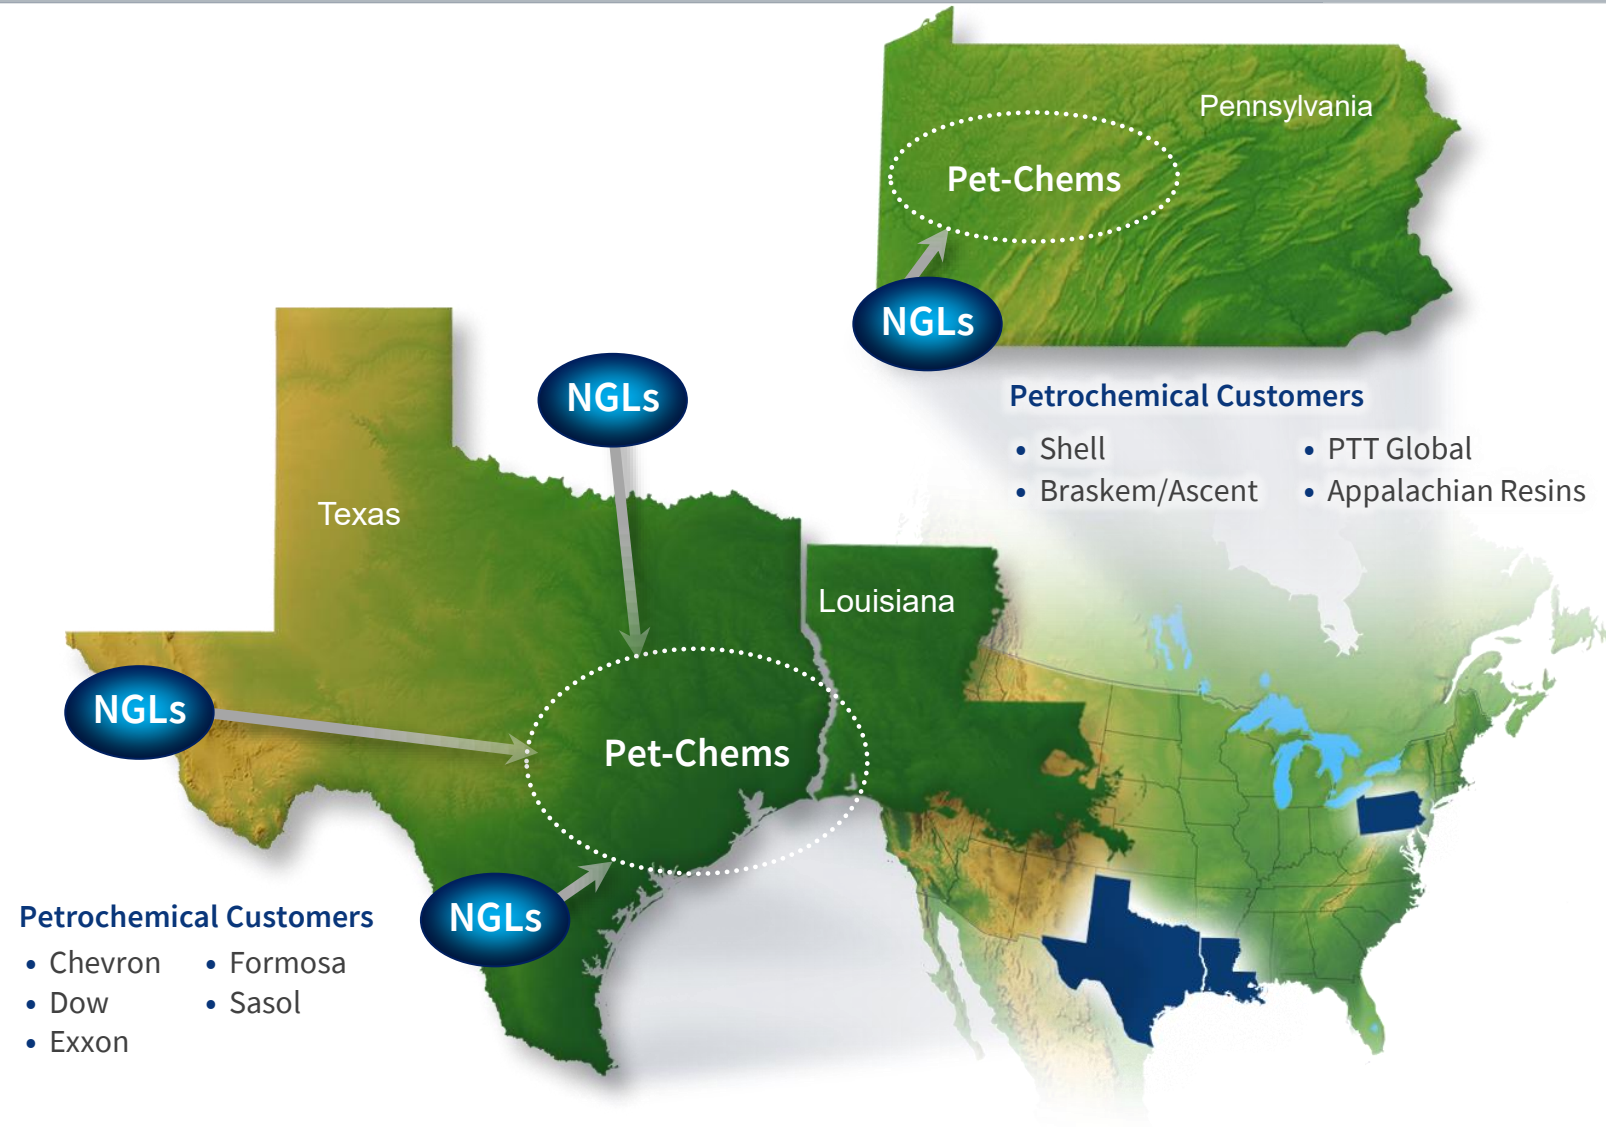 Pennsylvania
Pet-Chems
NGLs
Petrochemical Customers
• Shell
• Braskem/Ascent
• PTT Global
• Appalachian Resins
NGLs
Texas
Louisiana
NGLs
Pet-Chems
NGLs
Petrochemical Customers
• Chevron
• Dow
• Exxon
• Formosa
• Sasol